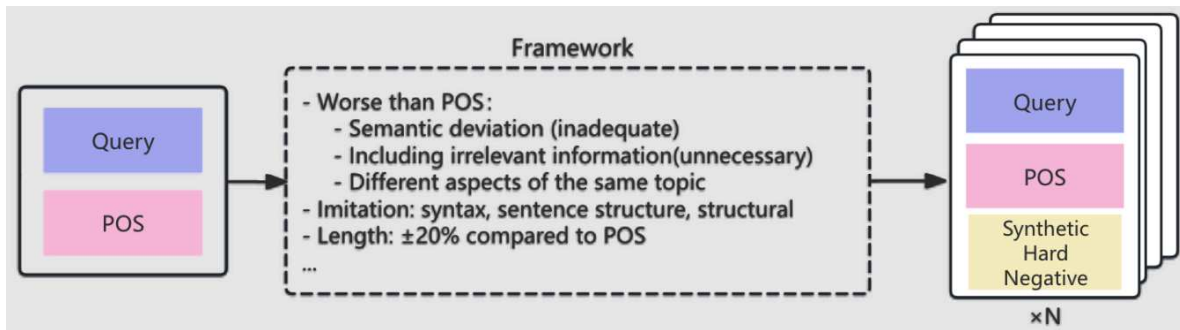 Framework
Query
POS
- Worse than POS:
- Semantic deviation (inadequate)
- Including irrelevant information(unnecessary)
- Different aspects of the same topic
- Imitation: syntax, sentence structure, structural
- Length: ±20% compared to POS
...
Query
POS
Synthetic
Hard
Negative
×N